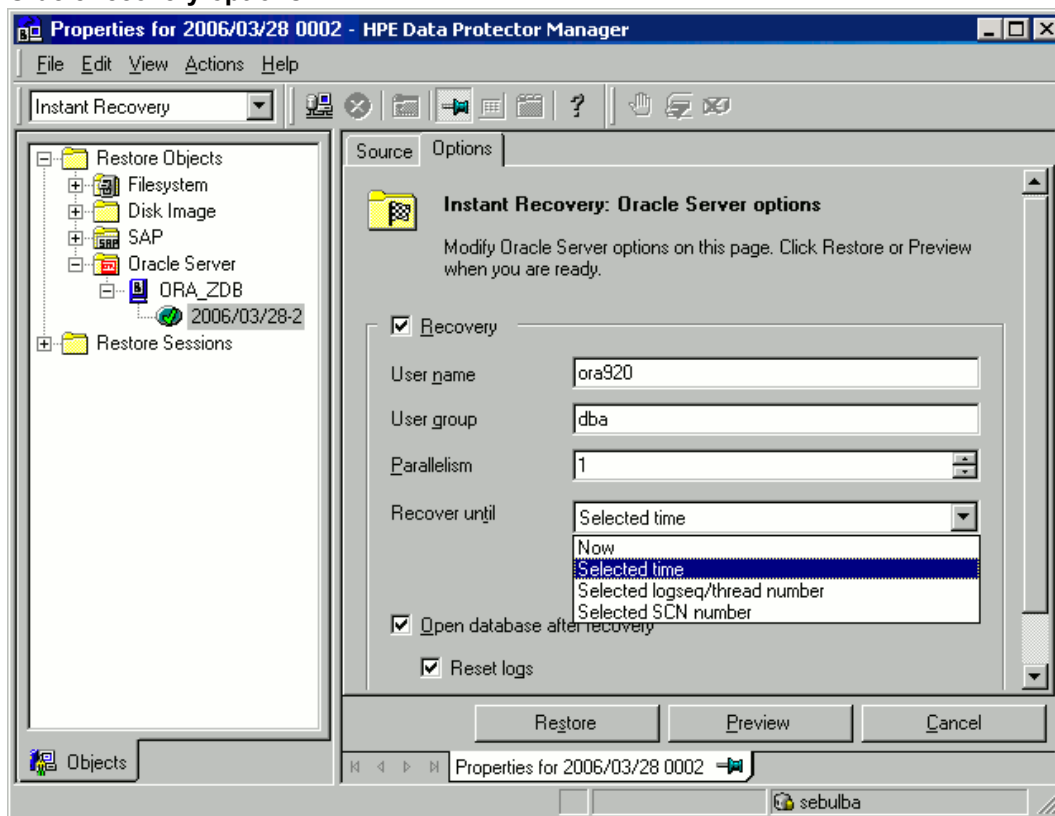 Properties for 2006/03/28 0002 - HPE Data Protector Manager
File Edit View Actions Help
Instant Recovery
Restore Objects
Filesystem
Disk Image
SAP
Oracle Server
ORA_ZDB
2006/03/28-2
Restore Sessions
Objects
Source Options
Instant Recovery: Oracle Server options
Modify Oracle Server options on this page. Click Restore or Preview
when you are ready.
Recovery
User name ora920
User group dba
Parallelism 1
Recover until Selected time
Now
Selected time
Selected logseq/thread number
Selected SCN number
Open database after recovery
Reset logs
Restore Preview Cancel
Properties for 2006/03/28 0002
sebulba